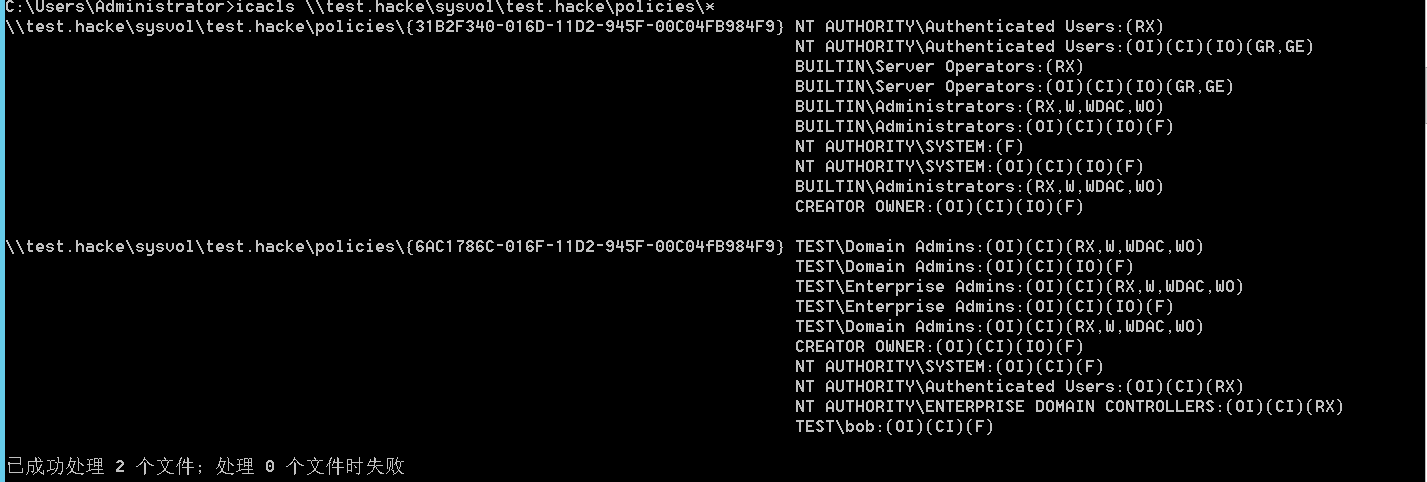 C:\Users\Administrator>icacls \\test.hacke\sysvol\test.hacke\policies\*
\\test.hacke\sysvol\test.hacke\policies\{31B2F340-016D-11D2-945F-00C04FB984F9} NT AUTHORITY\Authenticated Users:(RX)
NT AUTHORITY\Authenticated Users:(OI)(CI)(IO)(GR,GE)
BUILTIN\Server Operators:(RX)
BUILTIN\Server Operators:(OI)(CI)(IO)(GR,GE)
BUILTIN\Administrators:(RX,W,WDAC,WO)
BUILTIN\Administrators:(OI)(CI)(IO)(F)
NT AUTHORITY\SYSTEM:(F)
NT AUTHORITY\SYSTEM:(OI)(CI)(IO)(F)
BUILTIN\Administrators:(RX,W,WDAC,WO)
CREATOR OWNER:(OI)(CI)(IO)(F)
\\test.hacke\sysvol\test.hacke\policies\{6AC1786C-016F-11D2-945F-00C04fB984F9} TEST\Domain Admins:(OI)(CI)(RX,W,WDAC,WO)
TEST\Domain Admins:(OI)(CI)(IO)(F)
TEST\Enterprise Admins:(OI)(CI)(RX,W,WDAC,WO)
TEST\Enterprise Admins:(OI)(CI)(IO)(F)
TEST\Domain Admins:(OI)(CI)(RX,W,WDAC,WO)
CREATOR OWNER:(OI)(CI)(IO)(F)
NT AUTHORITY\SYSTEM:(OI)(CI)(F)
NT AUTHORITY\Authenticated Users:(OI)(CI)(RX)
NT AUTHORITY\ENTERPRISE DOMAIN CONTROLLERS:(OI)(CI)(RX)
TEST\bob:(OI)(CI)(F)
已成功处理 2 个文件; 处理 0 个文件时失败